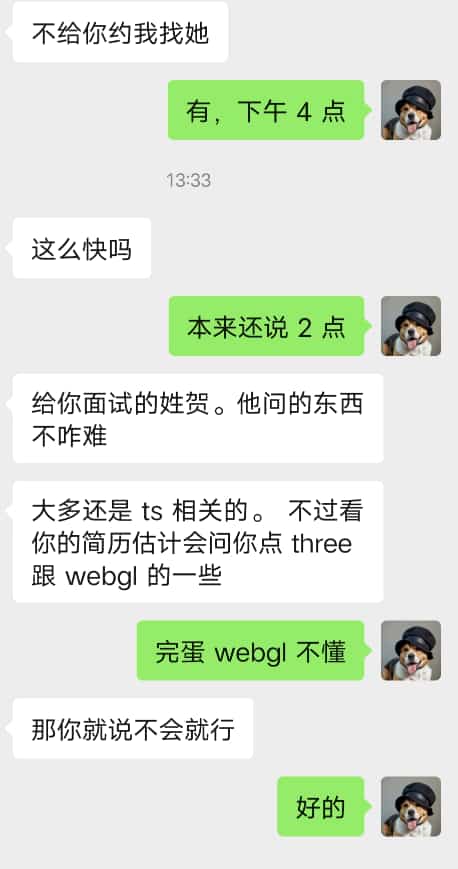 不给你约我找她
有，下午 4 点
13:33
这么快吗
本来还说 2 点
给你面试的姓贺。他问的东西
不咋难
大多还是 ts 相关的。 不过看
你的简历估计会问你点 three
跟 webgl 的一些
完蛋 webgl 不懂
那你就说不会就行
好的